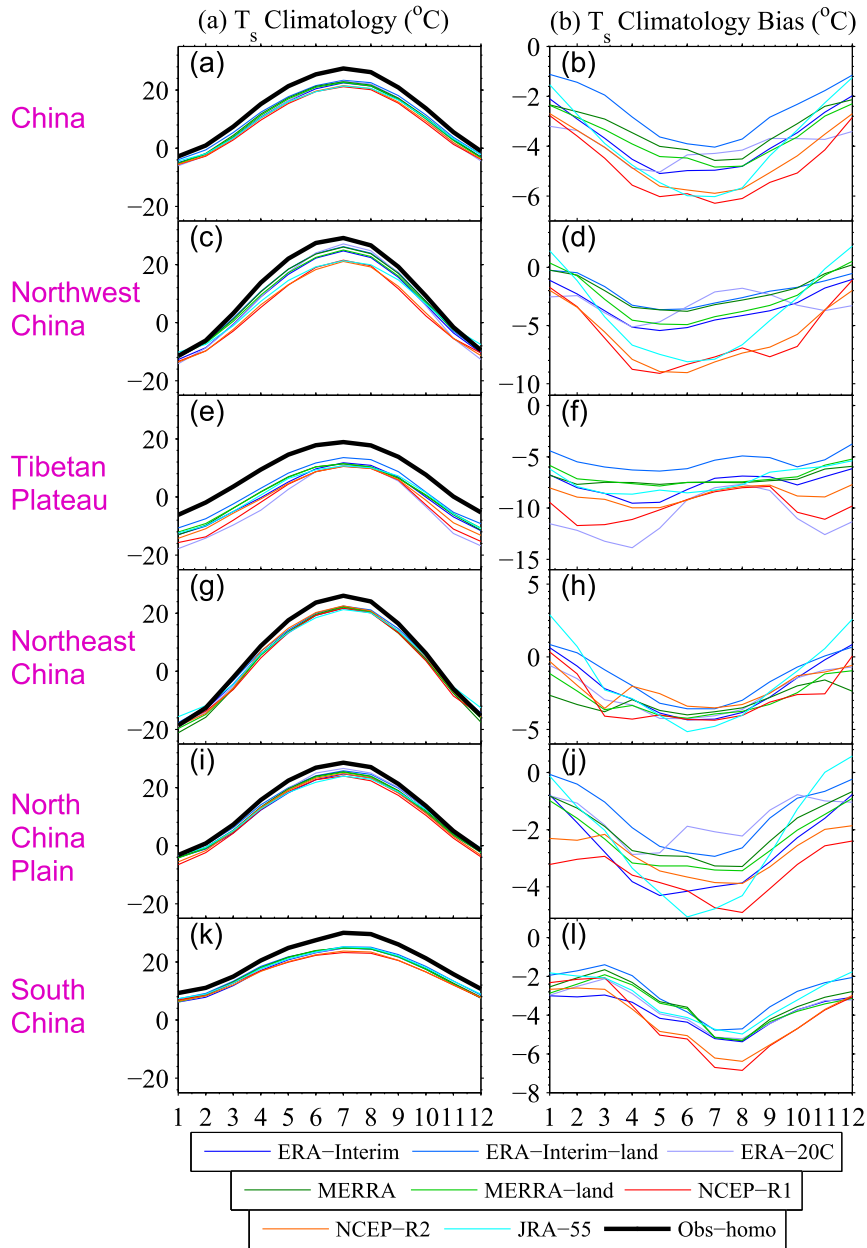 (a) Tₛ Climatology (°C)
(b) Tₛ Climatology Bias (°C)
China
(a)
20
0
−20
(b)
0
−2
−4
−6
Northwest
China
(c)
20
0
−20
(d)
0
−5
−10
Tibetan
Plateau
(e)
20
0
−20
(f)
0
−5
−10
−15
Northeast
China
(g)
20
0
−20
(h)
5
0
−5
North
China
Plain
(i)
20
0
−20
(j)
0
−2
−4
South
China
(k)
20
0
−20
(l)
0
−2
−4
−6
−8
1 2 3 4 5 6 7 8 9 10 11 12
1 2 3 4 5 6 7 8 9 10 11 12
ERA−Interim ERA−Interim−land ERA−20C
MERRA MERRA−land NCEP−R1
NCEP−R2 JRA−55 Obs−homo